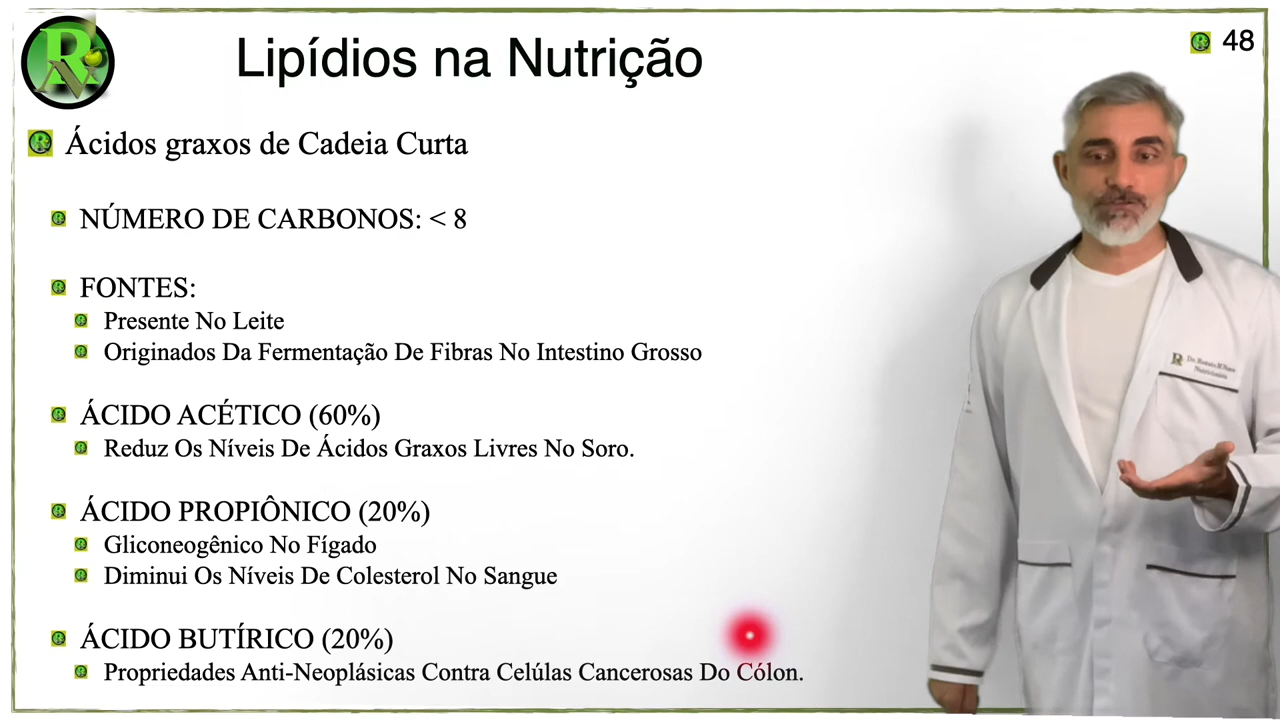 Lipídios na Nutrição
48
Ácidos graxos de Cadeia Curta
NÚMERO DE CARBONOS: < 8
FONTES:
Presente No Leite
Originados Da Fermentação De Fibras No Intestino Grosso
ÁCIDO ACÉTICO (60%)
Reduz Os Níveis De Ácidos Graxos Livres No Soro.
ÁCIDO PROPIÔNICO (20%)
Gliconeogênico No Fígado
Diminui Os Níveis De Colesterol No Sangue
ÁCIDO BUTÍRICO (20%)
Propriedades Anti-Neoplásicas Contra Celúlas Cancerosas Do Cólon.
Nutricionista